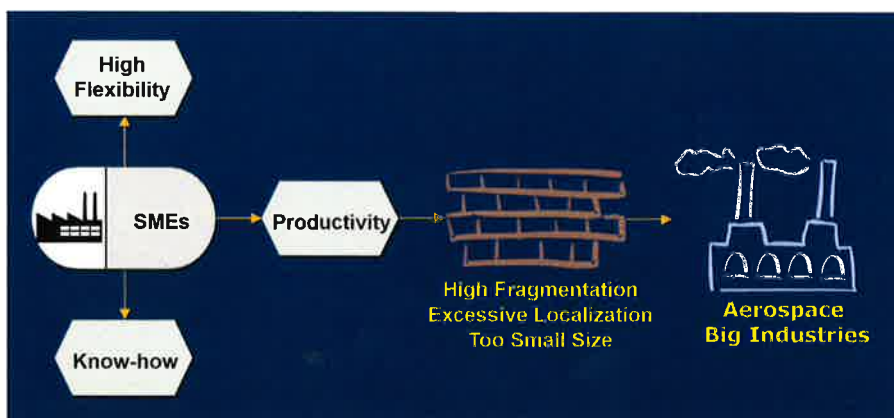 High
Flexibility
SMEs
Productivity
Know-how
High Fragmentation
Excessive Localization
Too Small Size
Aerospace
Big Industries